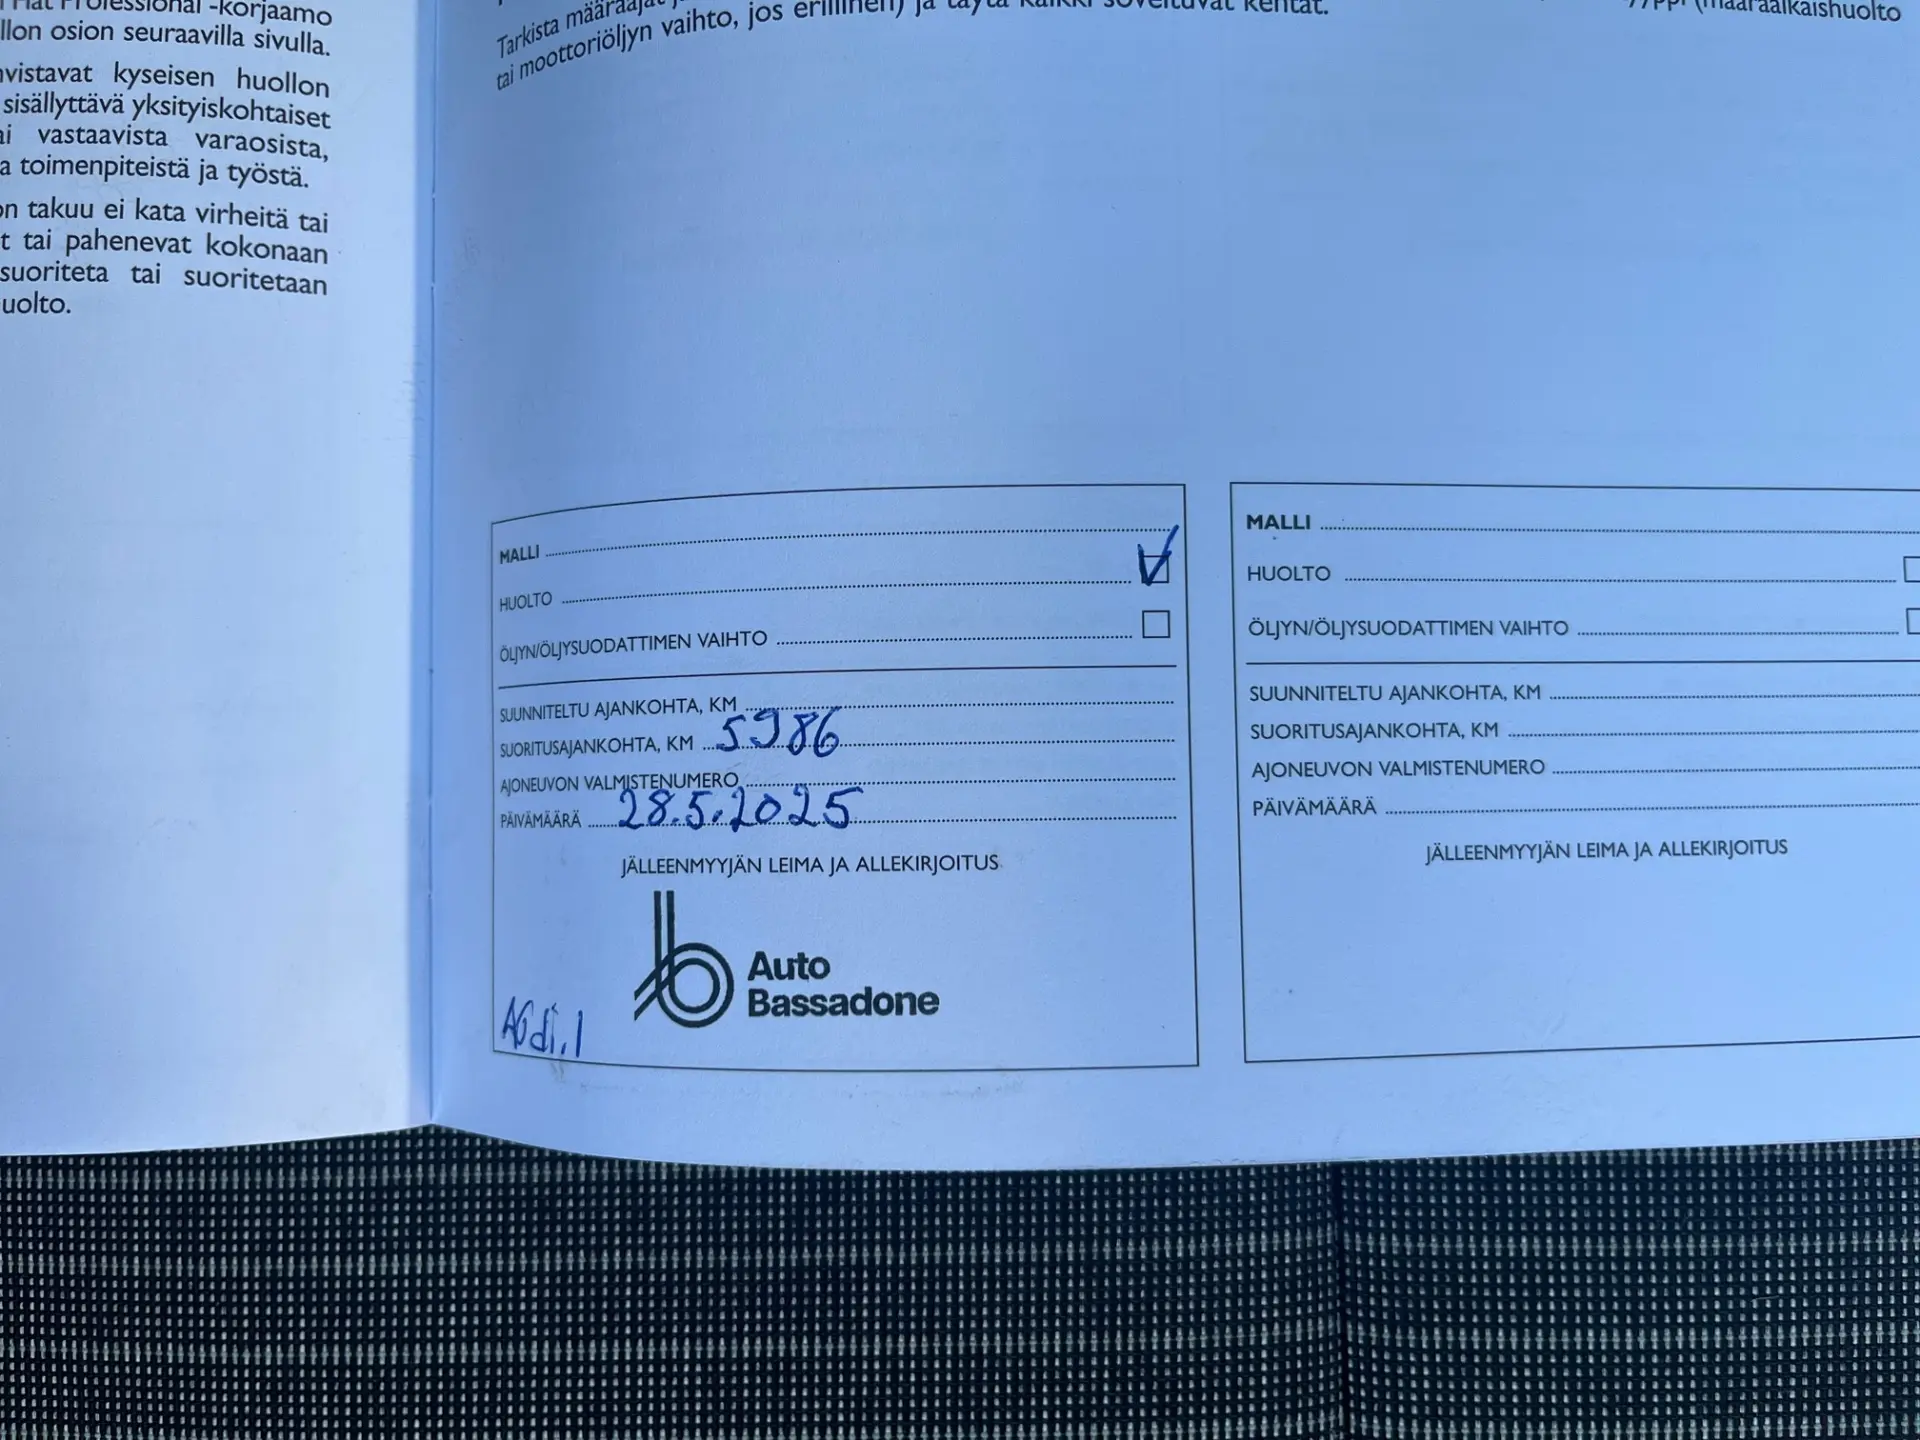 Fiat Professional -korjaamo
llon osion seuraavilla sivulla.
vistavat kyseisen huollon
sisällyttävä yksityiskohtaiset
ai vastaavista varaosista,
a toimenpiteistä ja työstä.
on takuu ei kata virheitä tai
t tai pahenevat kokonaan
suoriteta tai suoritetaan
uolto.
Tarkista määräajat
tai moottoriöljyn vaihto, jos erillinen) ja täytä kaikki soveltuvat kentät.
(määräaikaishuolto
MALLI
HUOLTO
ÖLJYN/ÖLJYSUODATTIMEN VAIHTO
SUUNNITELTU AJANKOHTA, KM
SUORITUSAJANKOHTA, KM 5986
AJONEUVON VALMISTENUMERO
PÄIVÄMÄÄRÄ 28.5.2025
JÄLLEENMYYJÄN LEIMA JA ALLEKIRJOITUS
Auto
Bassadone
MALLI
HUOLTO
ÖLJYN/ÖLJYSUODATTIMEN VAIHTO
SUUNNITELTU AJANKOHTA, KM
SUORITUSAJANKOHTA, KM
AJONEUVON VALMISTENUMERO
PÄIVÄMÄÄRÄ
JÄLLEENMYYJÄN LEIMA JA ALLEKIRJOITUS